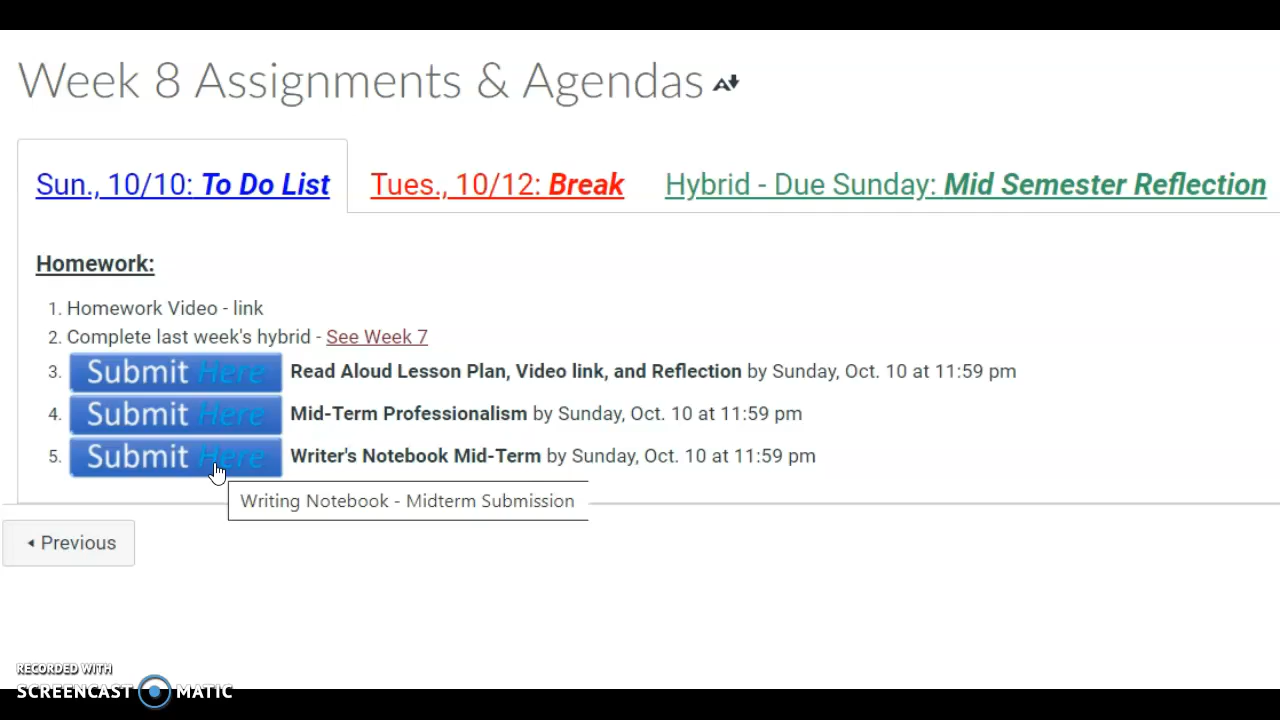 Week 8 Assignments & Agendas
Sun., 10/10: To Do List Tues., 10/12: Break Hybrid - Due Sunday: Mid Semester Reflection
Homework:
1. Homework Video - link
2. Complete last week's hybrid - See Week 7
3. Submit Here Read Aloud Lesson Plan, Video link, and Reflection by Sunday, Oct. 10 at 11:59 pm
4. Submit Here Mid-Term Professionalism by Sunday, Oct. 10 at 11:59 pm
5. Submit Here Writer's Notebook Mid-Term by Sunday, Oct. 10 at 11:59 pm
Writing Notebook - Midterm Submission
Previous
RECORDED WITH
SCREENCAST MATIC